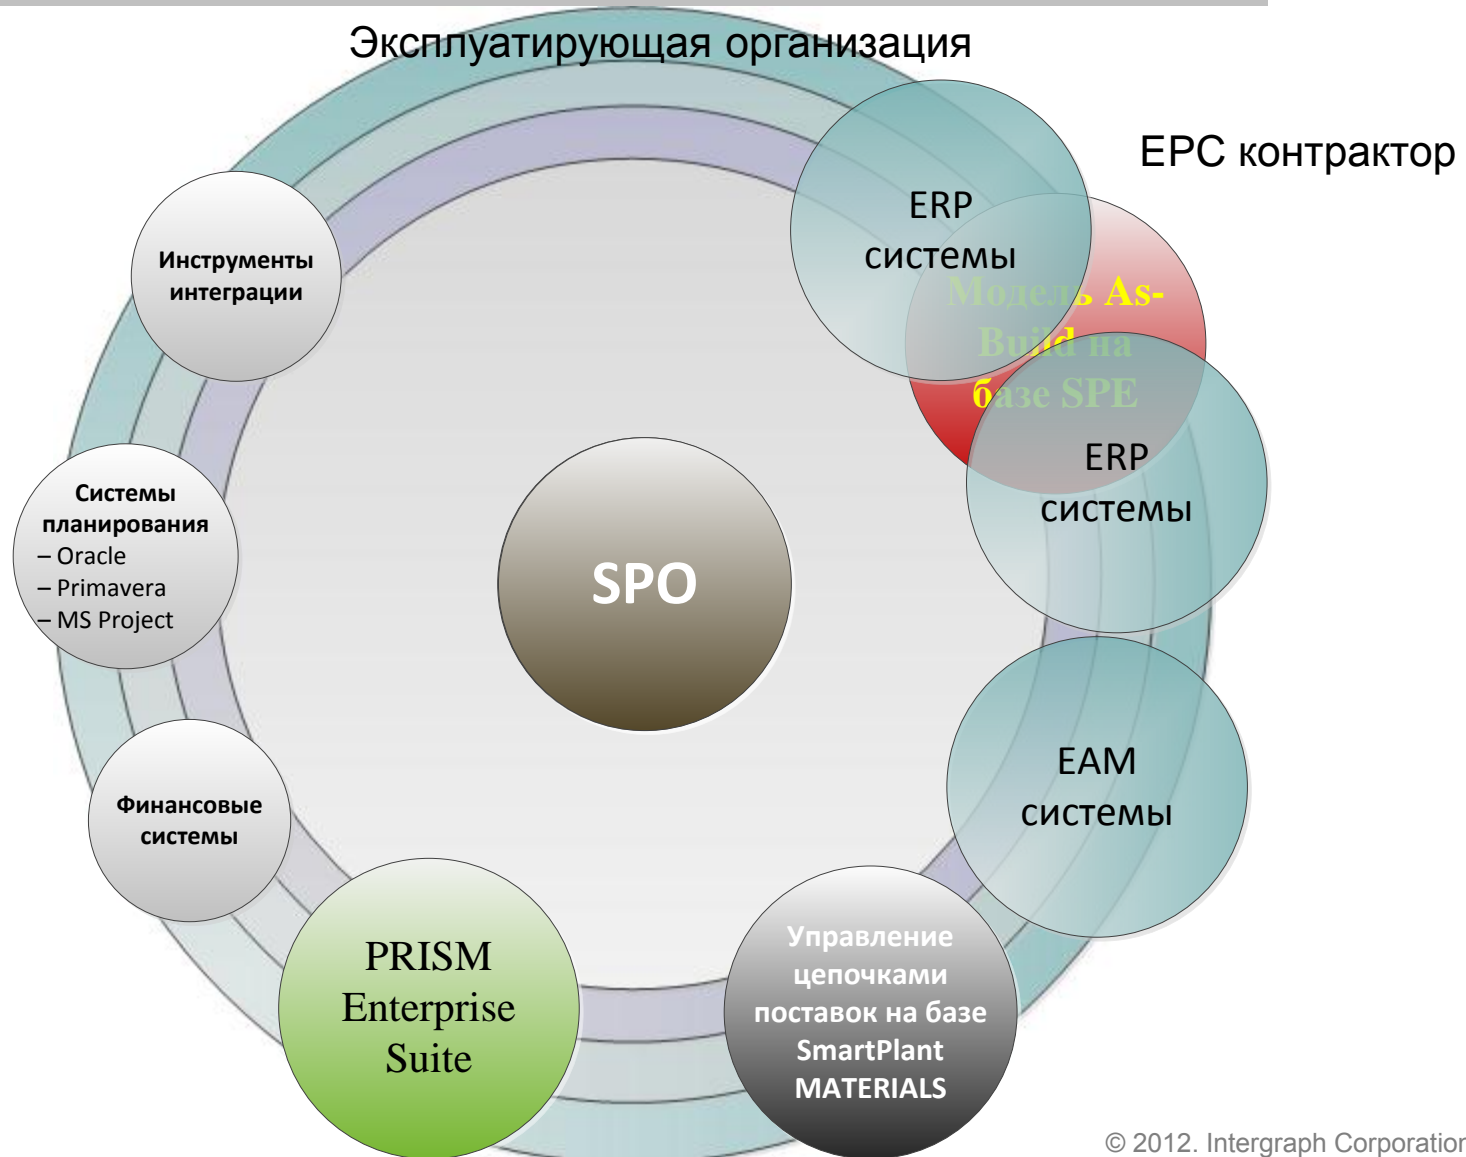 Эксплуатирующая организация
EPC контрактор
ERP
системы
Модель As-
Build на
базе SPE
Инструменты
интеграции
ERP
системы
Системы
планирования
– Oracle
– Primavera
– MS Project
SPO
EAM
системы
Финансовые
системы
PRISM
Enterprise
Suite
Управление
цепочками
поставок на базе
SmartPlant
MATERIALS
© 2012. Intergraph Corporation